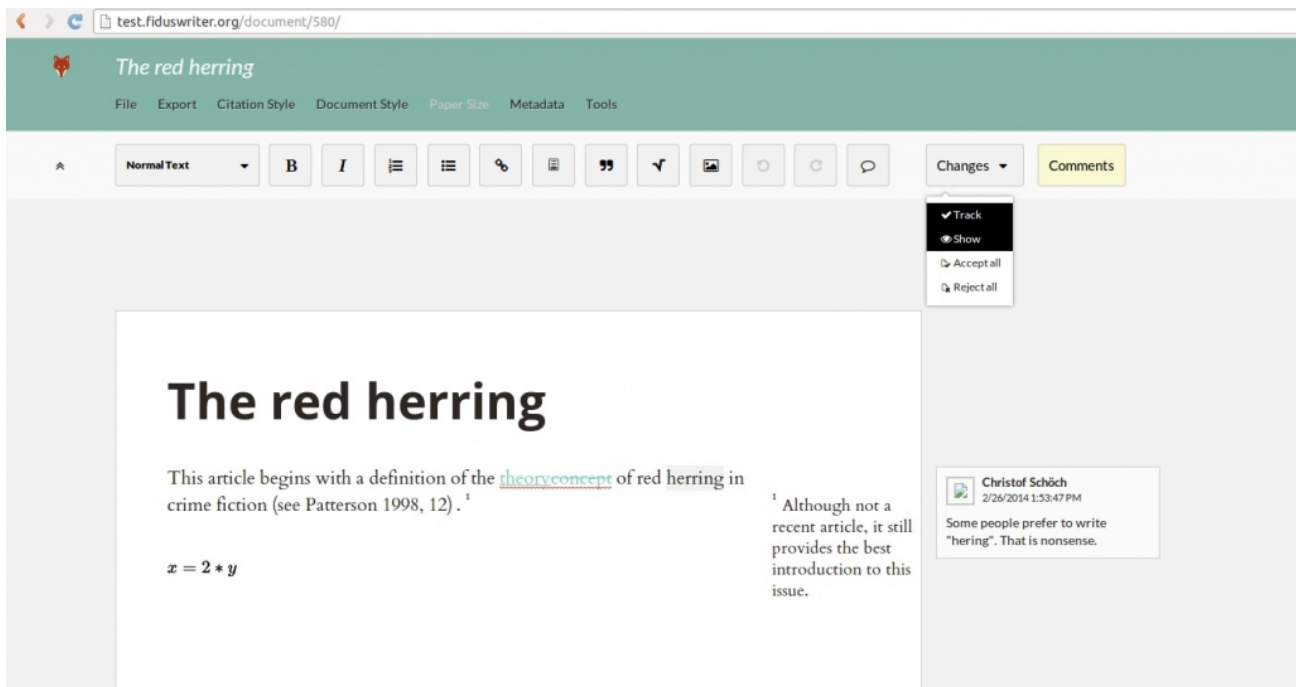 test.fiduswriter.org/document/580/
The red herring
File Export Citation Style Document Style Paper Size Metadata Tools
Normal Text B I Changes Comments
Track
Show
Accept all
Reject all
The red herring
This article begins with a definition of the theoryconcept of red herring in
crime fiction (see Patterson 1998, 12) . 1
x = 2 * y
1 Although not a
recent article, it still
provides the best
introduction to this
issue.
Christof Schöch
2/26/2014 1:53:47 PM
Some people prefer to write
"hering". That is nonsense.